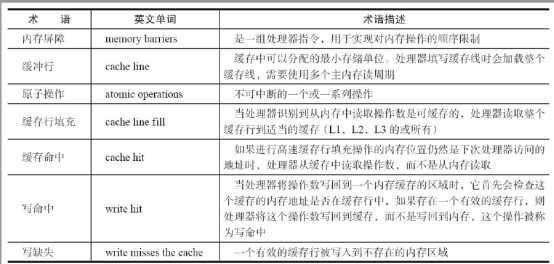 术 语 英文单词 术语描述
内存屏障 memory barriers 是一组处理器指令，用于实现对内存操作的顺序限制
缓冲行 cache line 缓存中可以分配的最小存储单位。处理器填写缓存线时会加载整个
缓存线，需要使用多个主内存读周期
原子操作 atomic operations 不可中断的一个或一系列操作
缓存行填充 cache line fill 当处理器识别到从内存中读取操作数是可缓存的，处理器读取整个
缓存行到适当的缓存（L1，L2，L3 的或所有）
缓存命中 cache hit 如果进行高速缓存行填充操作的内存位置仍然是下次处理器访问的
地址时，处理器从缓存中读取操作数，而不是从内存读取
写命中 write hit 当处理器将操作数写回到一个内存缓存的区域时，它首先会检查这
个缓存的内存地址是否在缓存行中，如果存在一个有效的缓存行，则
处理器将这个操作数写回到缓存，而不是写回到内存，这个操作被称
为写命中
写缺失 write misses the cache 一个有效的缓存行被写入到不存在的内存区域